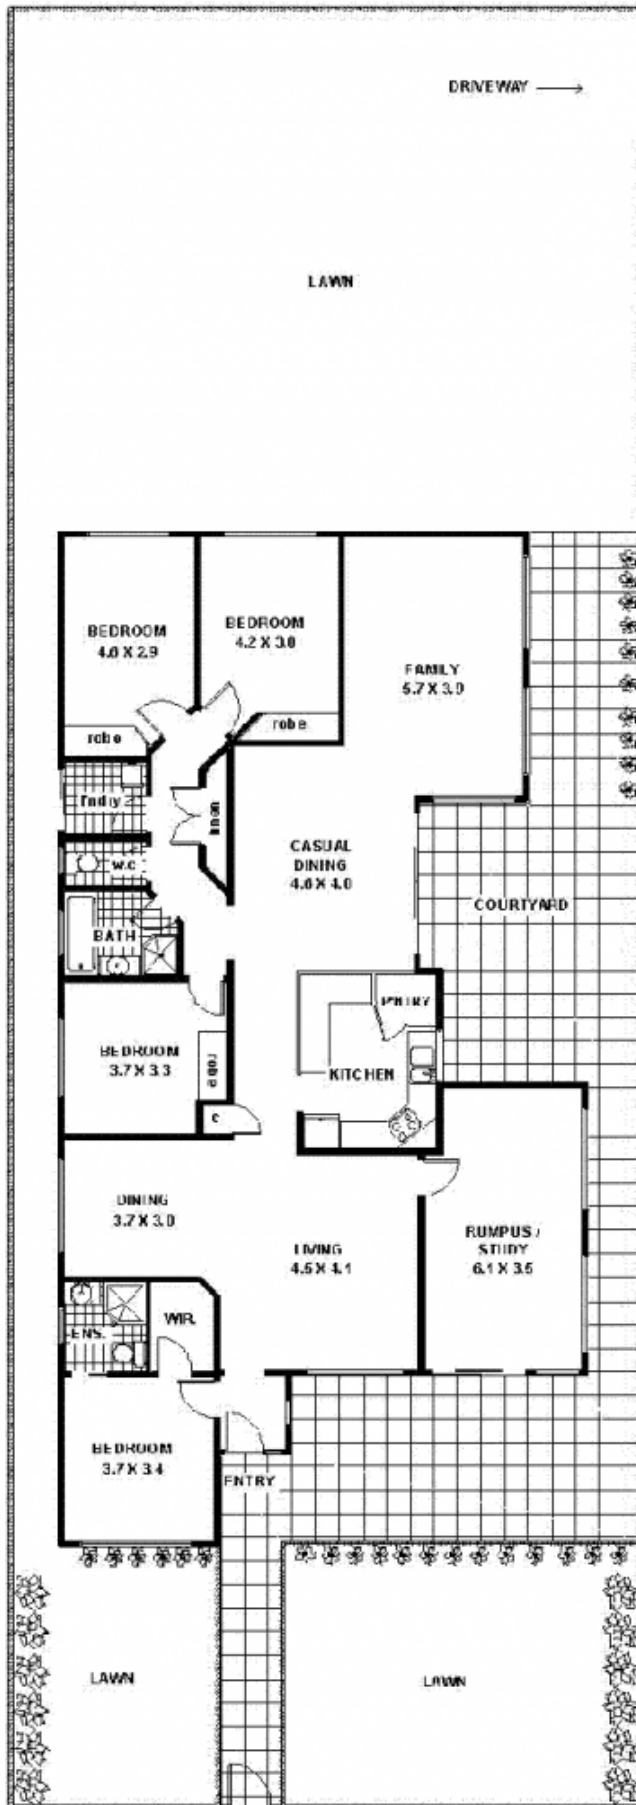 DRIVEWAY
LAWN
BEDROOM
4.2 X 3.0
BEDROOM
4.6 X 2.9
FAMILY
5.7 X 3.9
robe
robe
l'ndry
linen
w.c
CASUAL
DINING
4.6 X 4.0
COURTYARD
BATH
P'NTRY
BEDROOM
3.7 X 3.3
robe
KITCHEN
DINING
3.7 X 3.0
LIVING
4.5 X 4.1
RUMPUS /
STUDY
6.1 X 3.5
WIR.
ENS.
BEDROOM
3.7 X 3.4
ENTRY
LAWN
LAWN